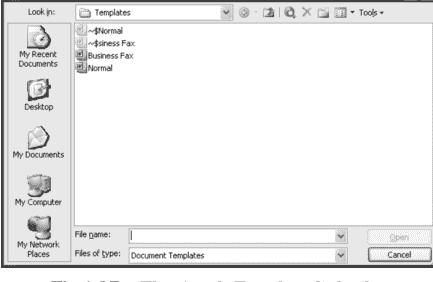 Look in:
Templates
Tools
~$Normal
~$siness Fax
Business Fax
Normal
My Recent
Documents
Desktop
My Documents
My Computer
My Network
Places
File name:
Open
Files of type:
Document Templates
Cancel